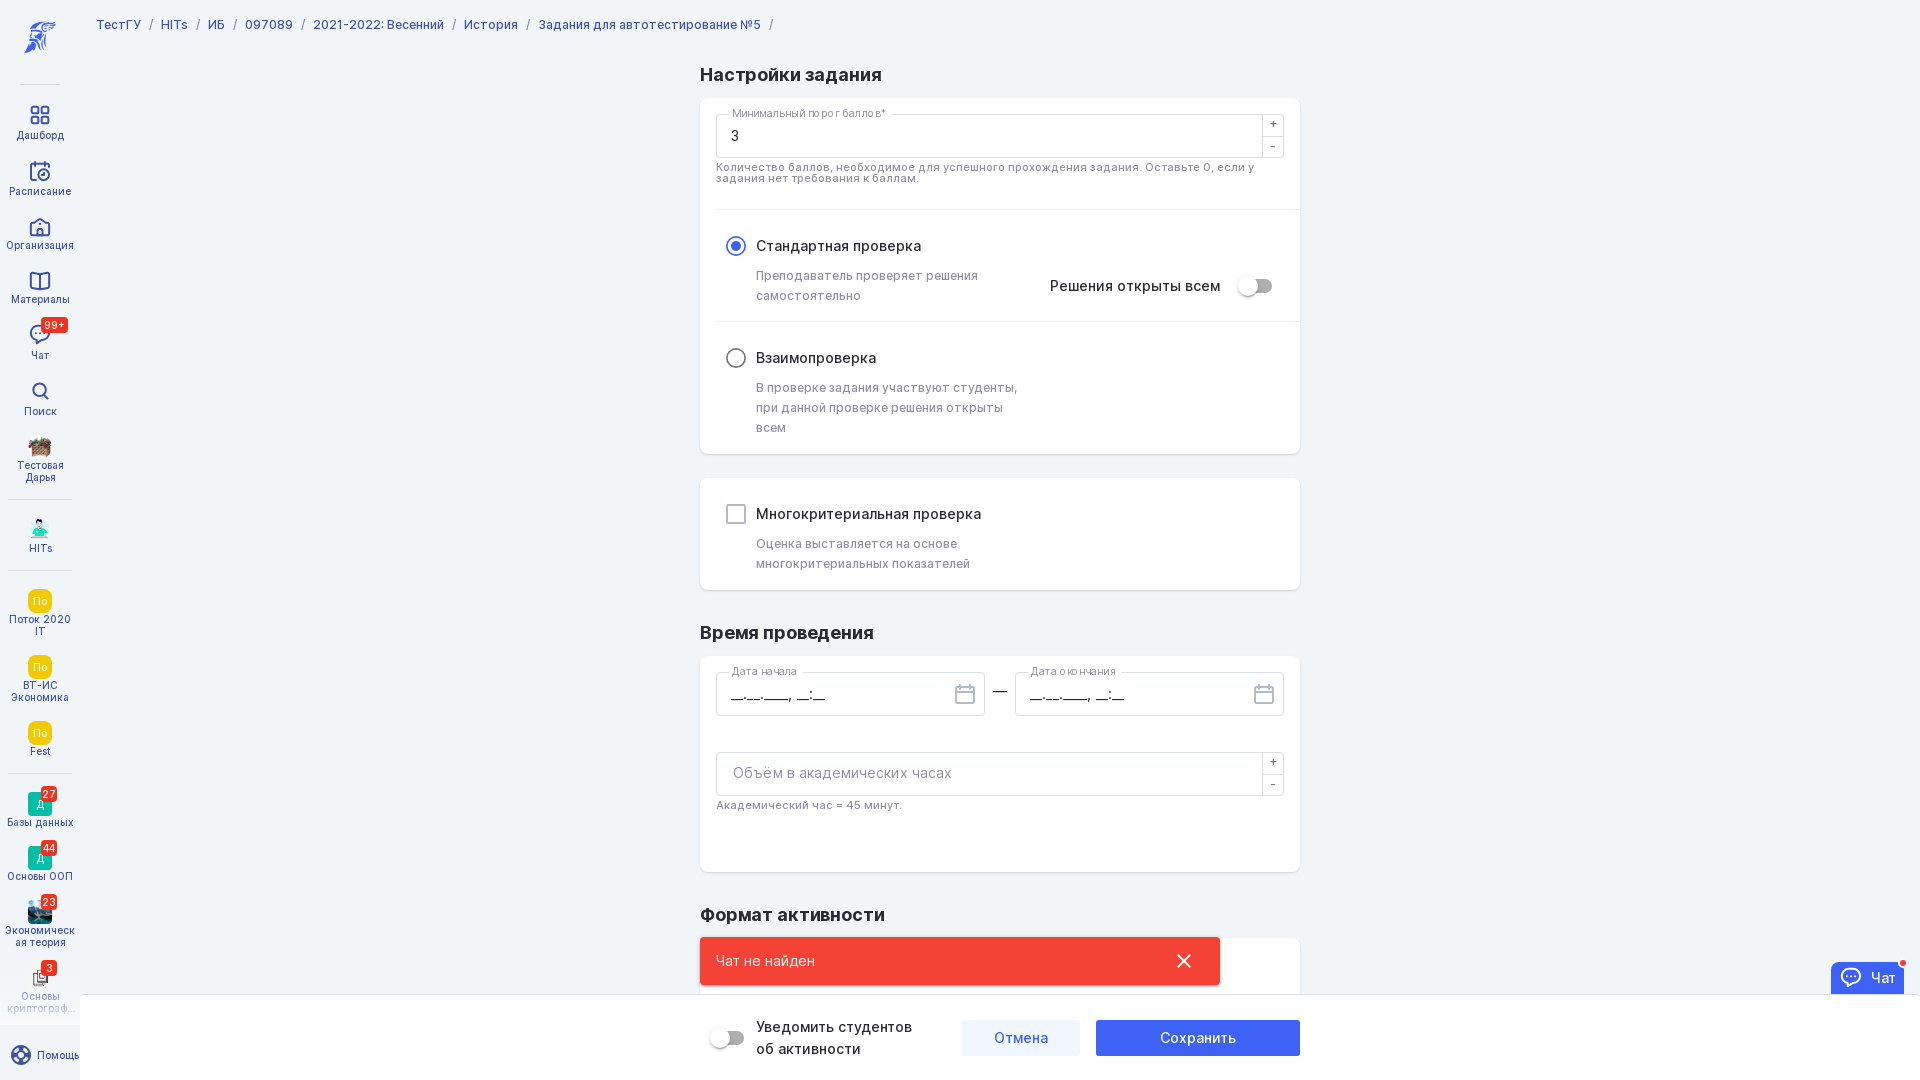 ТестГУ / HITs / ИБ / 097089 / 2021-2022: Весенний / История / Задания для автотестирование №5 /
Дашборд
Расписание
Организация
Материалы
99+
Чат
Поиск
Тестовая
Дарья
HITs
По
Поток 2020
IT
По
ВТ-ИС
Экономика
По
Fest
27
Д
Базы данных
44
Д
Основы ООП
23
Экономическ
ая теория
3
Основы
криптограф...
Помощь
Настройки задания
Минимальный порог баллов*
3
+
-
Количество баллов, необходимое для успешного прохождения задания. Оставьте 0, если у
задания нет требования к баллам.
Стандартная проверка
Преподаватель проверяет решения
самостоятельно
Решения открыты всем
Взаимопроверка
В проверке задания участвуют студенты,
при данной проверке решения открыты
всем
Многокритериальная проверка
Оценка выставляется на основе
многокритериальных показателей
Время проведения
Дата начала
__.__.____, __:__
—
Дата окончания
__.__.____, __:__
Объём в академических часах
+
-
Академический час = 45 минут.
Формат активности
Чат не найден
Чат
Уведомить студентов
об активности
Отмена
Сохранить